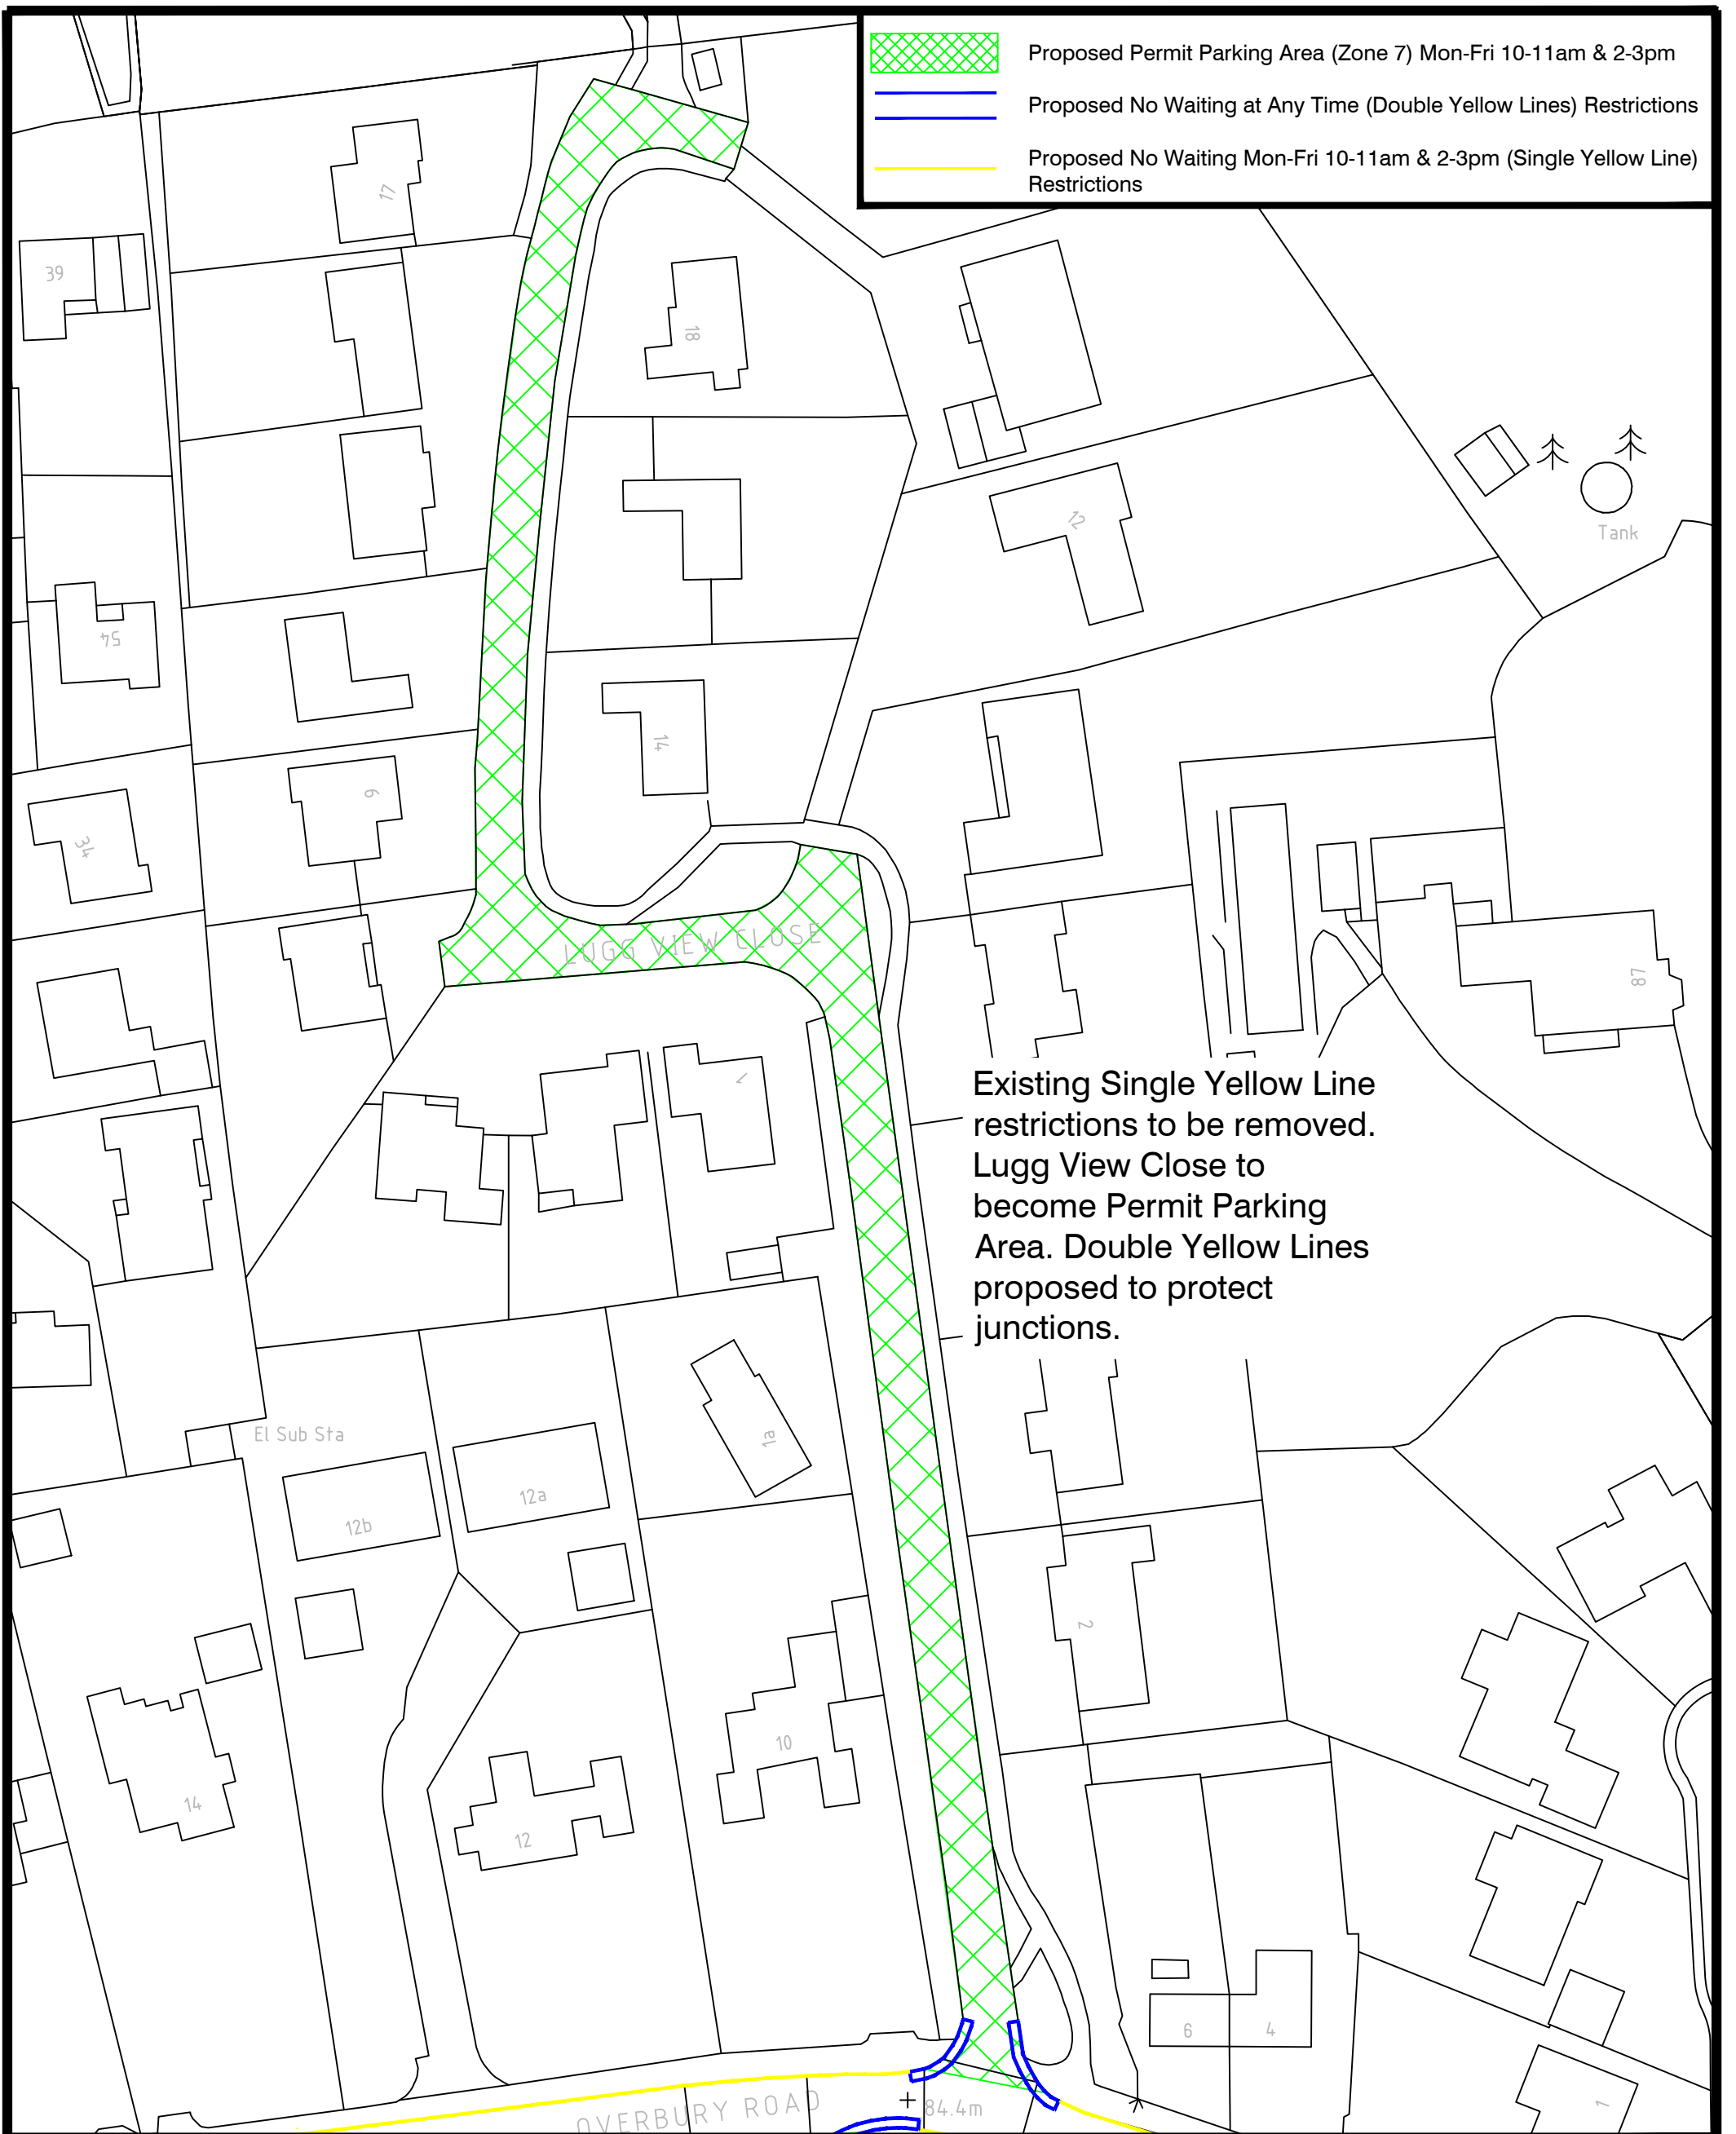 Proposed Permit Parking Area (Zone 7) Mon-Fri 10-11am & 2-3pm
Proposed No Waiting at Any Time (Double Yellow Lines) Restrictions
Proposed No Waiting Mon-Fri 10-11am & 2-3pm (Single Yellow Line)
Restrictions
17
39
18
12
Tank
54
14
9
34
LUGG VIEW CLOSE
87
Existing Single Yellow Line
restrictions to be removed.
Lugg View Close to
become Permit Parking
Area. Double Yellow Lines
proposed to protect
junctions.
El Sub Sta
1a
12a
12b
2
10
14
12
6
4
1
84.4m
OVERBURY ROAD